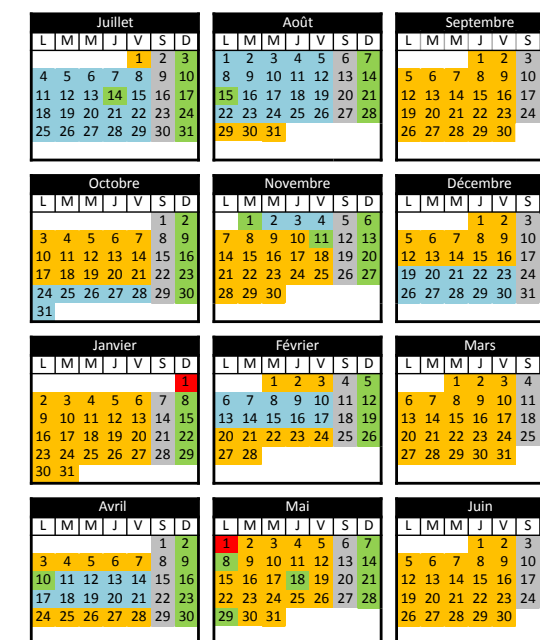 Juillet Août Septembre
L M M J V S D L M M J V S D L M M J V S
1 2 3 1 2 3 4 5 6 7 1 2 3
4 5 6 7 8 9 10 8 9 10 11 12 13 14 5 6 7 8 9 10
11 12 13 14 15 16 17 15 16 17 18 19 20 21 12 13 14 15 16 17
18 19 20 21 22 23 24 22 23 24 25 26 27 28 19 20 21 22 23 24
25 26 27 28 29 30 31 29 30 31 26 27 28 29 30
Octobre Novembre Décembre
L M M J V S D L M M J V S D L M M J V S
1 2 1 2 3 4 5 6 1 2 3
3 4 5 6 7 8 9 7 8 9 10 11 12 13 5 6 7 8 9 10
10 11 12 13 14 15 16 14 15 16 17 18 19 20 12 13 14 15 16 17
17 18 19 20 21 22 23 21 22 23 24 25 26 27 19 20 21 22 23 24
24 25 26 27 28 29 30 28 29 30 26 27 28 29 30 31
31
Janvier Février Mars
L M M J V S D L M M J V S D L M M J V S
1 1 2 3 4 5 1 2 3 4
2 3 4 5 6 7 8 6 7 8 9 10 11 12 6 7 8 9 10 11
9 10 11 12 13 14 15 13 14 15 16 17 18 19 13 14 15 16 17 18
16 17 18 19 20 21 22 20 21 22 23 24 25 26 20 21 22 23 24 25
23 24 25 26 27 28 29 27 28 27 28 29 30 31
30 31
Avril Mai Juin
L M M J V S D L M M J V S D L M M J V S
1 2 1 2 3 4 5 6 7 1 2 3
3 4 5 6 7 8 9 8 9 10 11 12 13 14 5 6 7 8 9 10
10 11 12 13 14 15 16 15 16 17 18 19 20 21 12 13 14 15 16 17
17 18 19 20 21 22 23 22 23 24 25 26 27 28 19 20 21 22 23 24
24 25 26 27 28 29 30 29 30 31 26 27 28 29 30